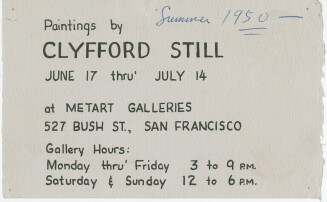 "Summer 1950 —
Paintings by
CLYFFORD STILL
JUNE 17 thru' JULY 14
at METART GALLERIES
527 BUSH ST., SAN FRANCISCO
Gallery Hours:
Monday thru' Friday 3 to 9 P.M.
Saturday & Sunday 12 to 6 P.M.